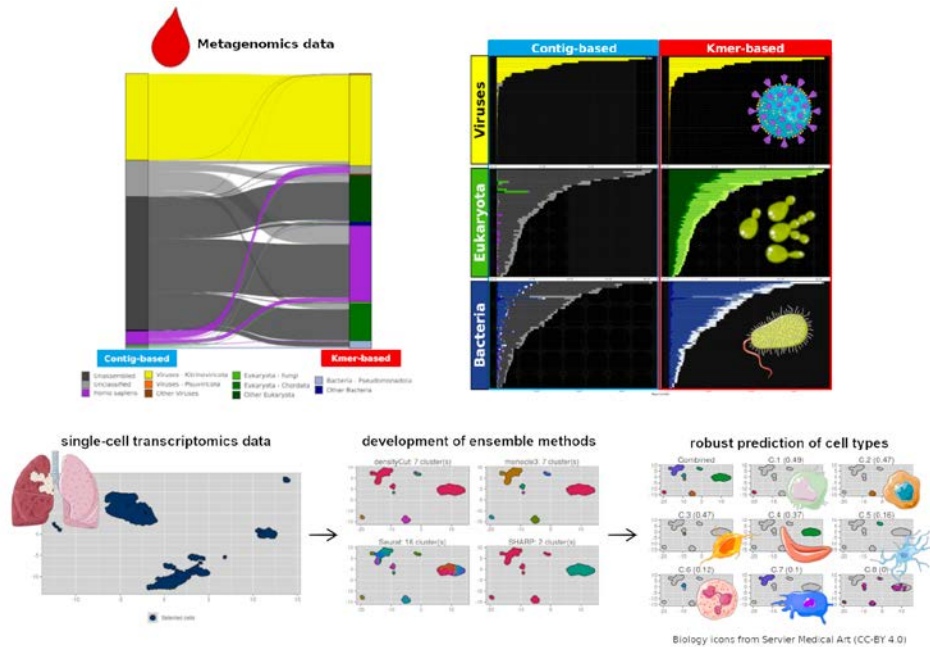 Metagenomics data
Contig-based
Kmer-based
Unassembled
Unclassified
Homo sapiens
Viruses - Kitrinoviricota
Viruses - Pisuviricota
Other Viruses
Eukaryota - Fungi
Eukaryota - Chordata
Other Eukaryota
Bacteria - Pseudomonadota
Other Bacteria
Contig-based
Kmer-based
Viruses
Eukaryota
Bacteria
single-cell transcriptomics data
Selected cells
development of ensemble methods
densityCut: 7 cluster(s)
monocle3: 7 cluster(s)
Seurat: 16 cluster(s)
SHARP: 2 cluster(s)
robust prediction of cell types
Combined
C.1 (0.49)
C.2 (0.47)
C.3 (0.47)
C.4 (0.37)
C.5 (0.16)
C.6 (0.12)
C.7 (0.1)
C.8 (0)
Biology icons from Servier Medical Art (CC-BY 4.0)